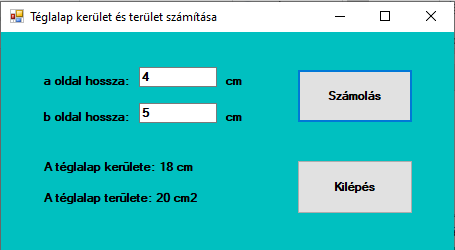 Téglalap kerület és terület számítása
a oldal hossza: 4 cm
Számolás
b oldal hossza: 5 cm
A téglalap kerülete: 18 cm
Kilépés
A téglalap területe: 20 cm2